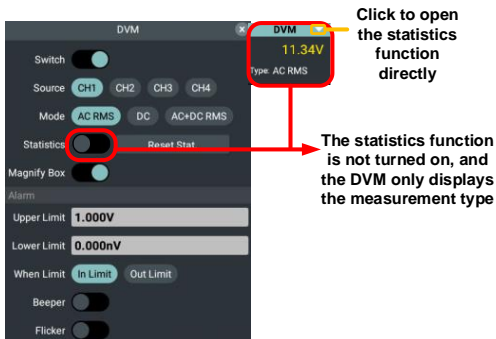 DVM
Switch
Source CH1 CH2 CH3 CH4
Mode AC RMS DC AC+DC RMS
Statistics Reset Stat.
Magnify Box
Alarm
Upper Limit 1.000V
Lower Limit 0.000nV
When Limit In Limit Out Limit
Beeper
Flicker
DVM
11.34V
Type: AC RMS
Click to open
the statistics
function
directly
The statistics function
is not turned on, and
the DVM only displays
the measurement type